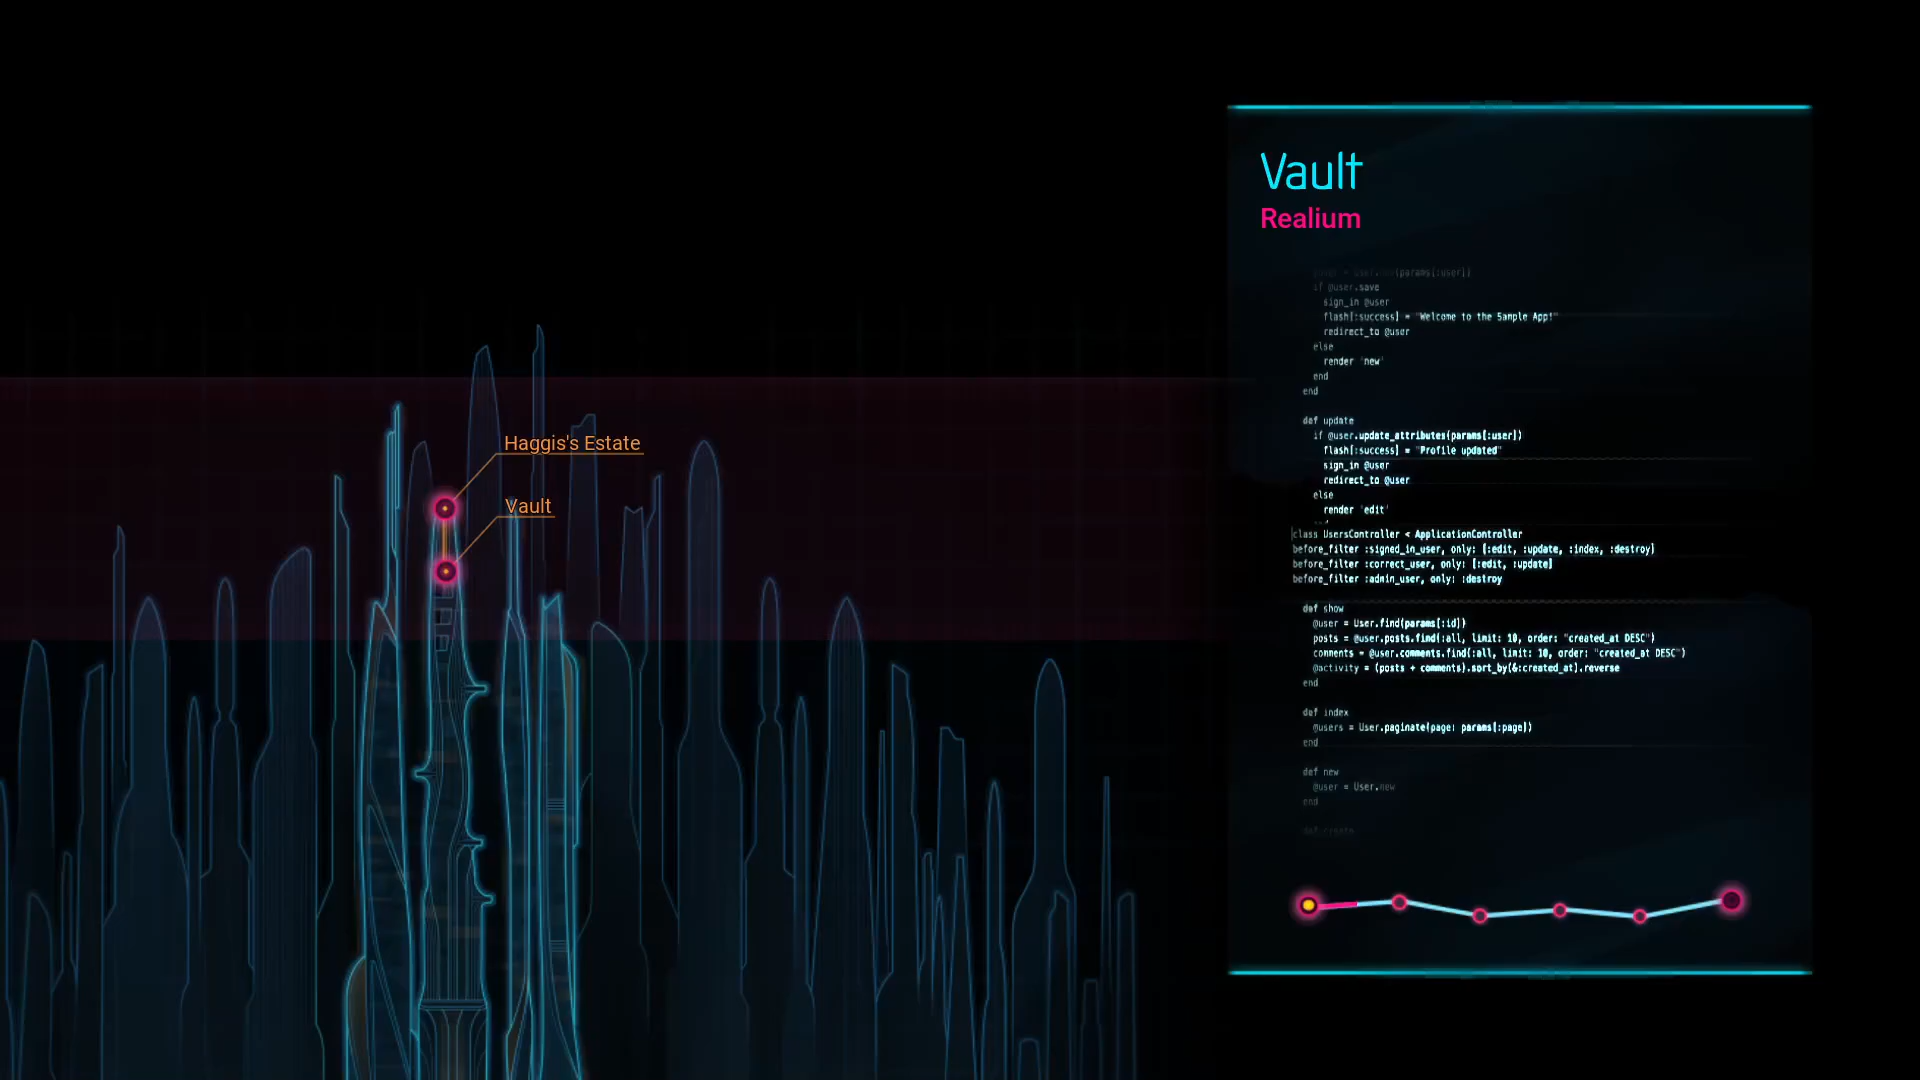 Haggis's Estate
Vault
Vault
Realium
(params[:user])
if @user.save
sign_in @user
flash[:success] = "Welcome to the Sample App!"
redirect_to @user
else
render 'new'
end
end
def update
if @user.update_attributes(params[:user])
flash[:success] = "Profile updated"
sign_in @user
redirect_to @user
else
render 'edit'
class UsersController < ApplicationController
before_filter :signed_in_user, only: [:edit, :update, :index, :destroy]
before_filter :correct_user, only: [:edit, :update]
before_filter :admin_user, only: :destroy
def show
@user = User.find(params[:id])
posts = @user.posts.find(:all, limit: 10, order: "created_at DESC")
comments = @user.comments.find(:all, limit: 10, order: "created_at DESC")
@activity = (posts + comments).sort_by(&:created_at).reverse
end
def index
@users = User.paginate(page: params[:page])
end
def new
@user = User.new
end
def create